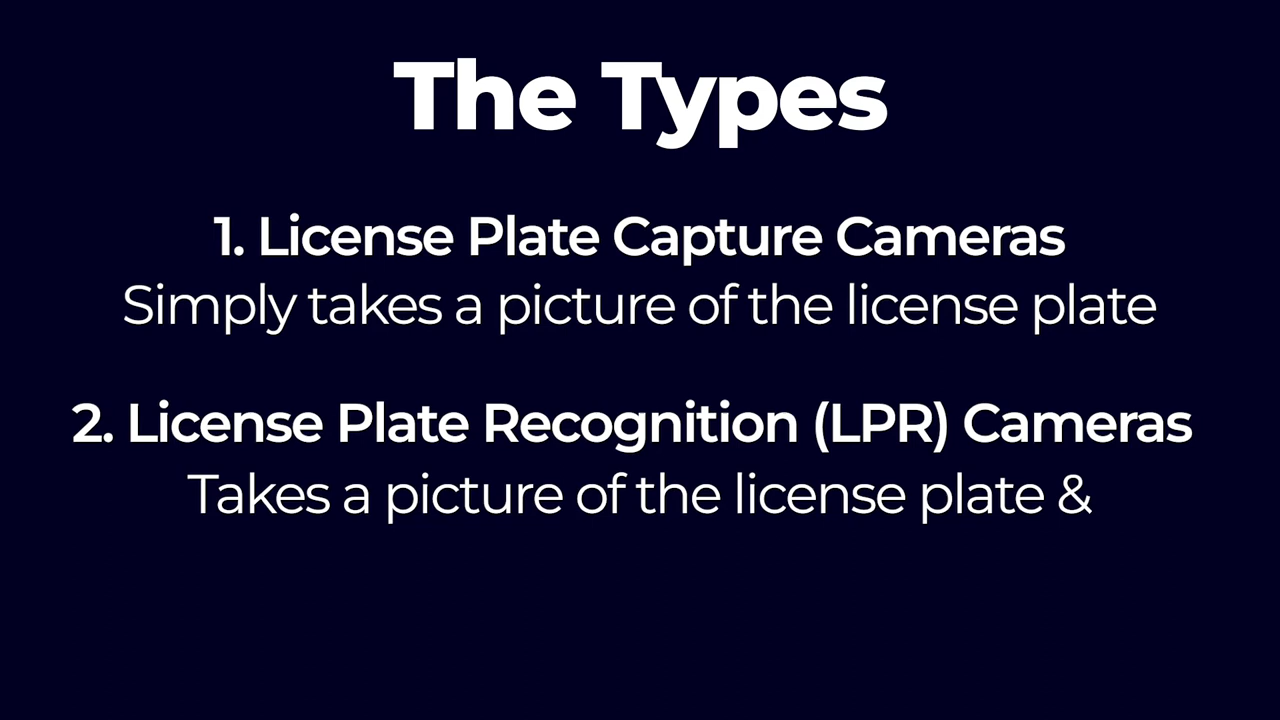 The Types
1. License Plate Capture Cameras
Simply takes a picture of the license plate
2. License Plate Recognition (LPR) Cameras
Takes a picture of the license plate &